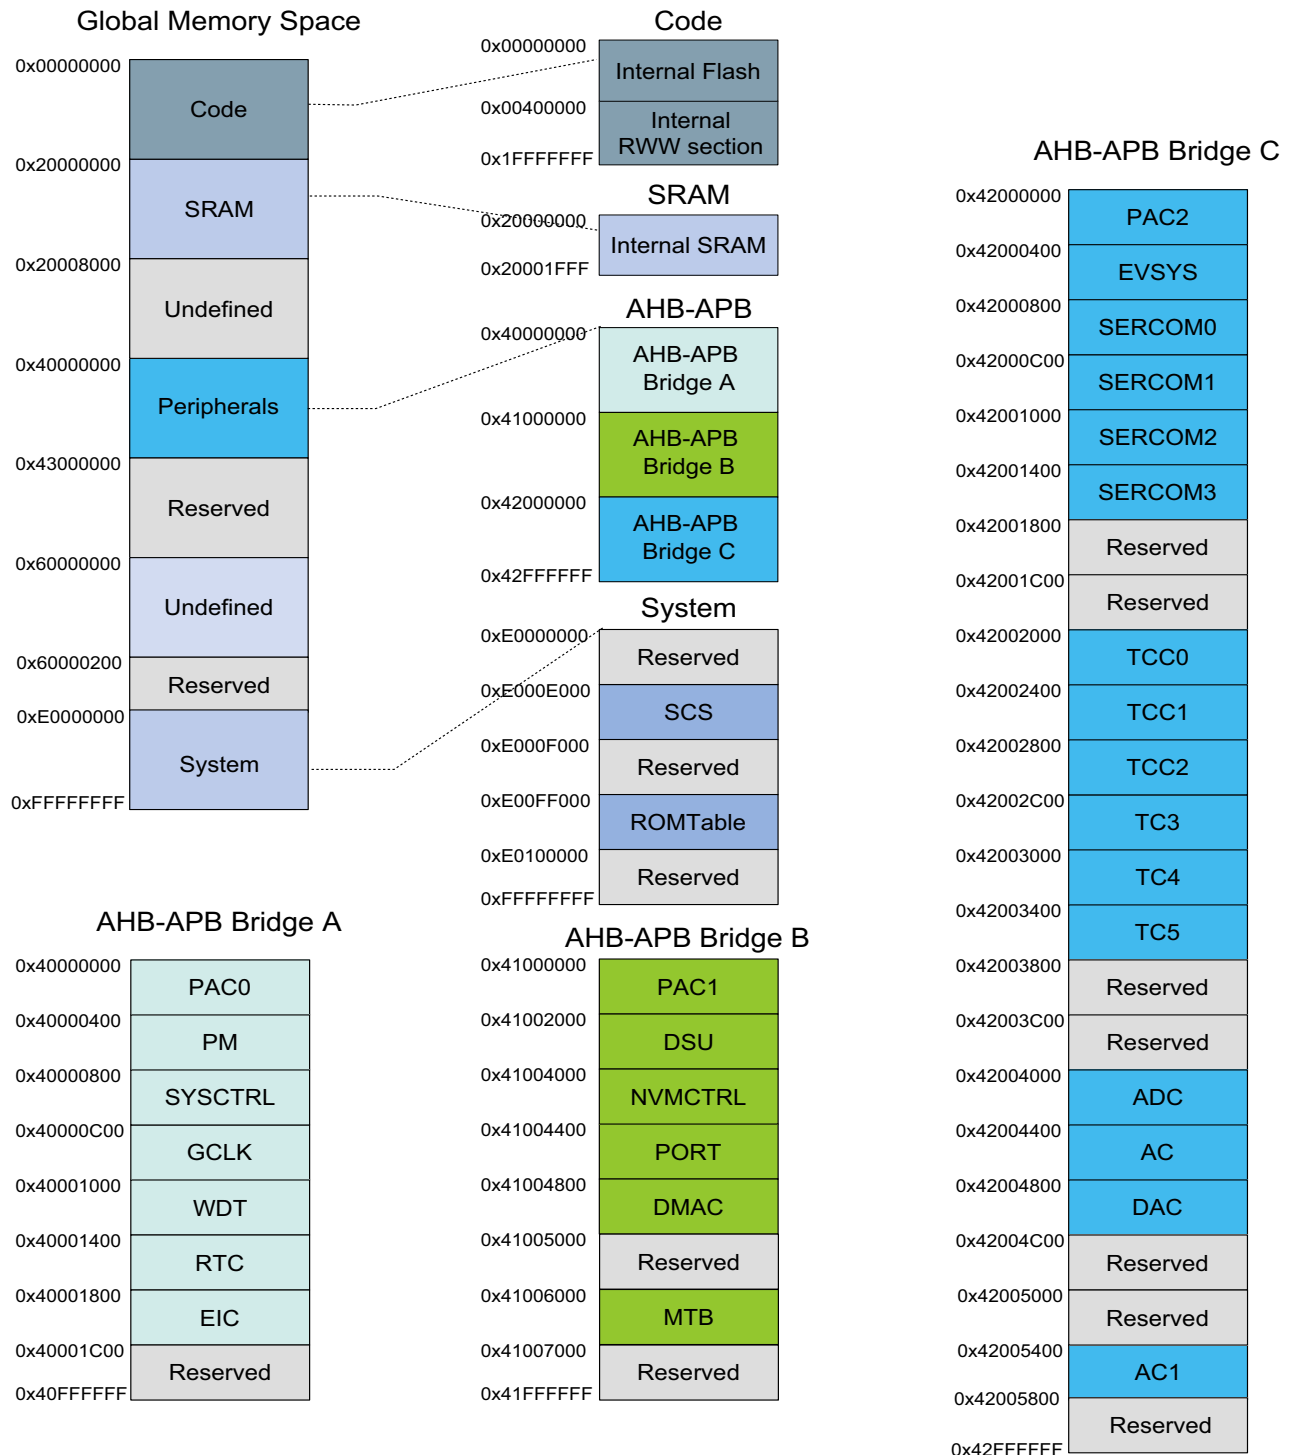 Global Memory Space
0x00000000
Code
0x20000000
SRAM
0x20008000
Undefined
0x40000000
Peripherals
0x43000000
Reserved
0x60000000
Undefined
0x60000200
Reserved
0xE0000000
System
0xFFFFFFFF
Code
0x00000000
Internal Flash
0x00400000
Internal
RWW section
0x1FFFFFFF
SRAM
0x20000000
Internal SRAM
0x20001FFF
AHB-APB
0x40000000
AHB-APB
Bridge A
0x41000000
AHB-APB
Bridge B
0x42000000
AHB-APB
Bridge C
0x42FFFFFF
System
0xE0000000
Reserved
0xE000E000
SCS
0xE000F000
Reserved
0xE00FF000
ROMTable
0xE0100000
Reserved
0xFFFFFFFF
AHB-APB Bridge A
0x40000000
PAC0
0x40000400
PM
0x40000800
SYSCTRL
0x40000C00
GCLK
0x40001000
WDT
0x40001400
RTC
0x40001800
EIC
0x40001C00
Reserved
0x40FFFFFF
AHB-APB Bridge B
0x41000000
PAC1
0x41002000
DSU
0x41004000
NVMCTRL
0x41004400
PORT
0x41004800
DMAC
0x41005000
Reserved
0x41006000
MTB
0x41007000
Reserved
0x41FFFFFF
AHB-APB Bridge C
0x42000000
PAC2
0x42000400
EVSYS
0x42000800
SERCOM0
0x42000C00
SERCOM1
0x42001000
SERCOM2
0x42001400
SERCOM3
0x42001800
Reserved
0x42001C00
Reserved
0x42002000
TCC0
0x42002400
TCC1
0x42002800
TCC2
0x42002C00
TC3
0x42003000
TC4
0x42003400
TC5
0x42003800
Reserved
0x42003C00
Reserved
0x42004000
ADC
0x42004400
AC
0x42004800
DAC
0x42004C00
Reserved
0x42005000
Reserved
0x42005400
AC1
0x42005800
Reserved
0x42FFFFFF